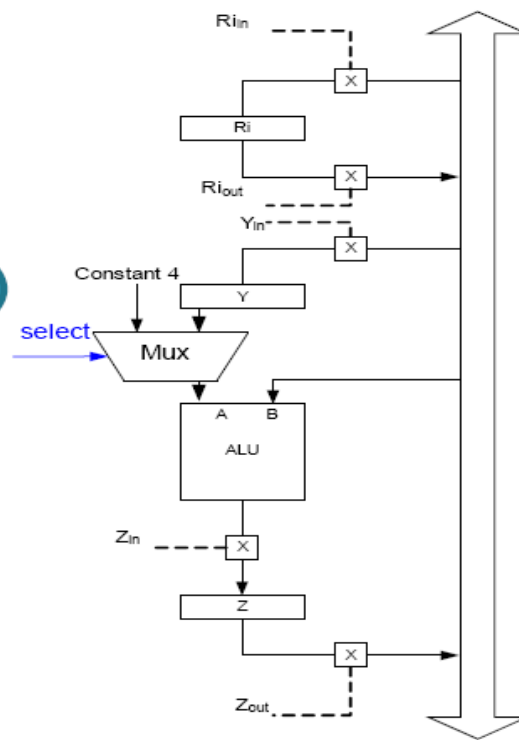 Riin
X
Ri
X
Riout
Yin
X
Constant 4
Y
select
Mux
A B
ALU
Zin
X
Z
X
Zout